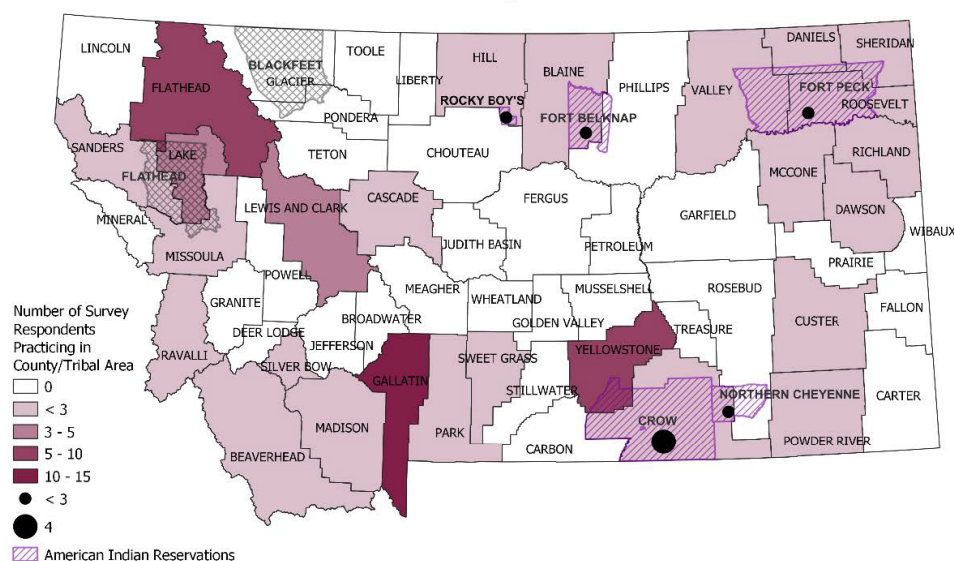 LINCOLN
FLATHEAD
BLACKFEET
GLACIER
TOOLE
LIBERTY
HILL
BLAINE
PHILLIPS
VALLEY
DANIELS
SHERIDAN
FORT PECK
ROOSEVELT
ROCKY BOY'S
FORT BELKNAP
PONDERA
TETON
CHOUTEAU
SANDERS
LAKE
FLATHEAD
MINERAL
MISSOULA
LEWIS AND CLARK
CASCADE
FERGUS
JUDITH BASIN
PETROLEUM
GARFIELD
MCCONE
RICHLAND
DAWSON
WIBAUX
PRAIRIE
POWELL
GRANITE
DEER LODGE
RAVALLI
SILVER BOW
JEFFERSON
BROADWATER
MEAGHER
WHEATLAND
GOLDEN VALLEY
MUSSELSHELL
ROSEBUD
TREASURE
YELLOWSTONE
CUSTER
FALLON
GALLATIN
SWEET GRASS
STILLWATER
PARK
MADISON
BEAVERHEAD
CARBON
CROW
NORTHERN CHEYENNE
POWDER RIVER
CARTER
Number of Survey
Respondents
Practicing in
County/Tribal Area
0
< 3
3 - 5
5 - 10
10 - 15
< 3
4
American Indian Reservations